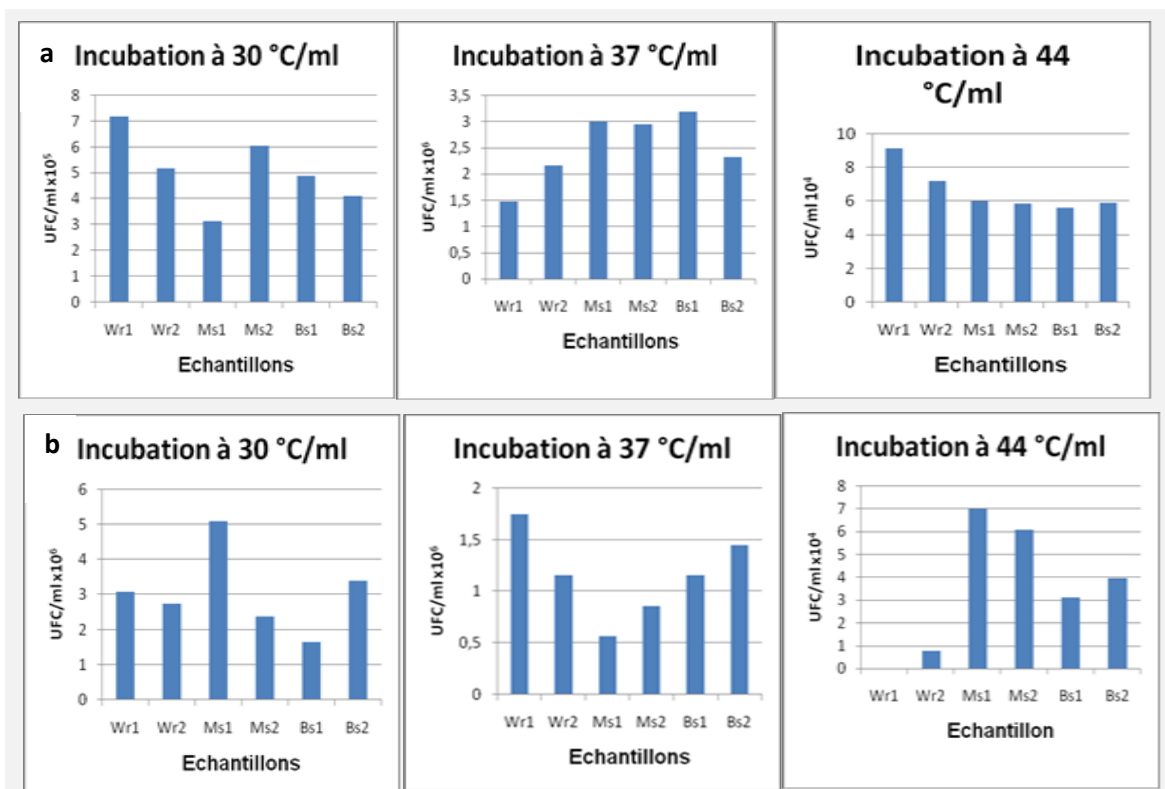 a
Incubation à 30 °C/ml
8
7
6
5
4
3
2
1
0
UFC/ml x10⁵
Wr1 Wr2 Ms1 Ms2 Bs1 Bs2
Echantillons
Incubation à 37 °C/ml
3,5
3
2,5
2
1,5
1
0,5
0
UFC/ml x10⁶
Wr1 Wr2 Ms1 Ms2 Bs1 Bs2
Echantillons
Incubation à 44
°C/ml
10
8
6
4
2
0
UFC/ml 10⁴
Wr1 Wr2 Ms1 Ms2 Bs1 Bs2
Echantillons
b
Incubation à 30 °C/ml
6
5
4
3
2
1
0
UFC/ml x10⁶
Wr1 Wr2 Ms1 Ms2 Bs1 Bs2
Echantillons
Incubation à 37 °C/ml
2
1,5
1
0,5
0
UFC/ml x10⁶
Wr1 Wr2 Ms1 Ms2 Bs1 Bs2
Echantillons
Incubation à 44 °C/ml
8
7
6
5
4
3
2
1
0
UFC/ml x10⁴
Wr1 Wr2 Ms1 Ms2 Bs1 Bs2
Echantillon